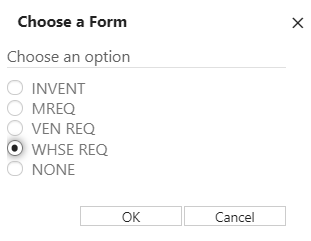 Choose a Form
Choose an option
INVENT
MREQ
VEN REQ
WHSE REQ
NONE
OK Cancel